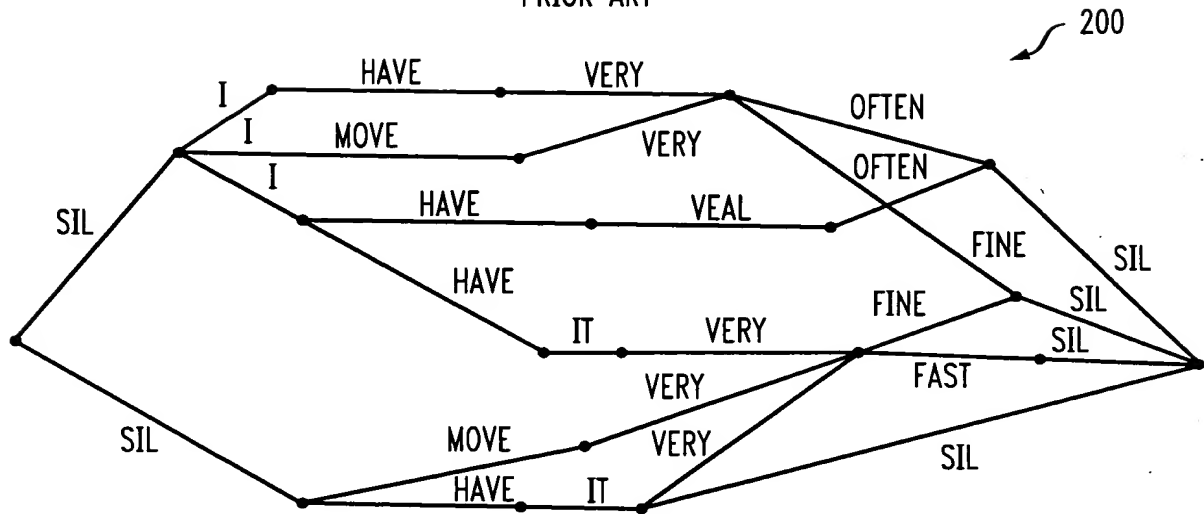 PRIOR ART
200
HAVE VERY
I
OFTEN
I MOVE VERY
OFTEN
I
HAVE VEAL
SIL
FINE SIL
HAVE
FINE SIL
IT VERY SIL
FAST
VERY
SIL MOVE VERY
SIL
HAVE IT